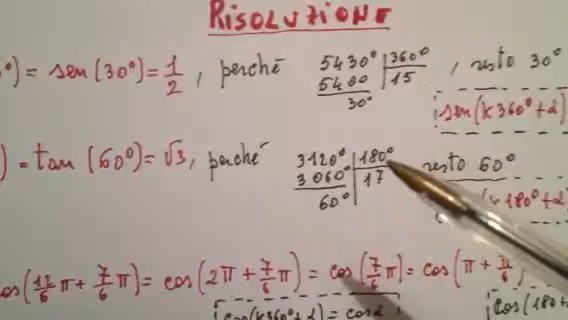 RISOLUZIONE
°) = sen (30°) = 1/2 , perché 5430° | 360° , resto 30°
5400 | 15
30°
sen(k360°+α)
) = tan (60°) = √3, perché 3120° | 180° resto 60°
3060° | 17
60°
180°+α)
cos(12/6 π + 7/6 π) = cos(2π + 7/6 π) = cos(7/6 π) = cos(π + π/6)
cos(k360°+α) = cosα
cos(180+